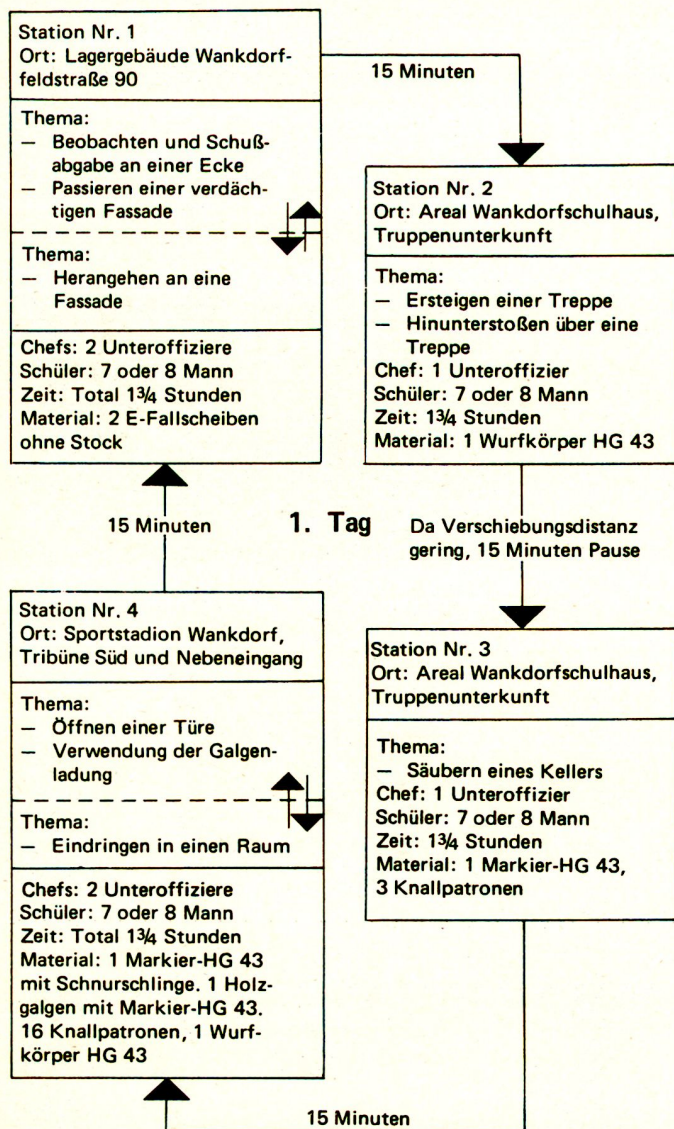 Station Nr. 1
Ort: Lagergebäude Wankdorf-
feldstraße 90
Thema:
— Beobachten und Schuß-
abgabe an einer Ecke
— Passieren einer verdäch-
tigen Fassade
Thema:
— Herangehen an eine
Fassade
Chefs: 2 Unteroffiziere
Schüler: 7 oder 8 Mann
Zeit: Total 1¾ Stunden
Material: 2 E-Fallscheiben
ohne Stock
15 Minuten
Station Nr. 2
Ort: Areal Wankdorfschulhaus,
Truppenunterkunft
Thema:
— Ersteigen einer Treppe
— Hinunterstoßen über eine
Treppe
Chef: 1 Unteroffizier
Schüler: 7 oder 8 Mann
Zeit: 1¾ Stunden
Material: 1 Wurfkörper HG 43
15 Minuten
1. Tag
Da Verschiebungsdistanz
gering, 15 Minuten Pause
Station Nr. 4
Ort: Sportstadion Wankdorf,
Tribüne Süd und Nebeneingang
Thema:
— Öffnen einer Türe
— Verwendung der Galgen-
ladung
Thema:
— Eindringen in einen Raum
Chefs: 2 Unteroffiziere
Schüler: 7 oder 8 Mann
Zeit: Total 1¾ Stunden
Material: 1 Markier-HG 43
mit Schnurschlinge. 1 Holz-
galgen mit Markier-HG 43.
16 Knallpatronen, 1 Wurf-
körper HG 43
Station Nr. 3
Ort: Areal Wankdorfschulhaus,
Truppenunterkunft
Thema:
— Säubern eines Kellers
Chef: 1 Unteroffizier
Schüler: 7 oder 8 Mann
Zeit: 1¾ Stunden
Material: 1 Markier-HG 43,
3 Knallpatronen
15 Minuten